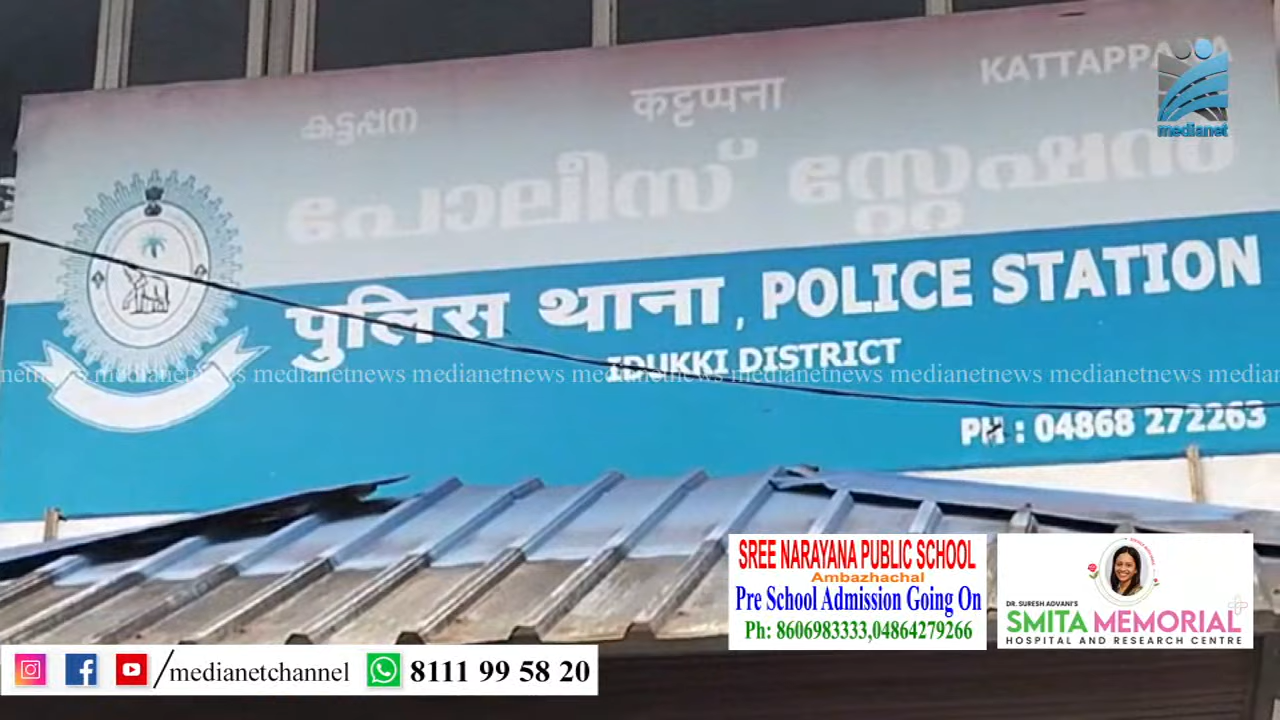 കട്ടപ്പന
कट्टप्पना
KATTAPPANA
medianet
പോലീസ് സ്റ്റേഷൻ
पुलिस थाना, POLICE STATION
IDUKKI DISTRICT
medianetnews medianetnews medianetnews medianetnews medianetnews medianetnews medianetnews
PH : 04868 272263
SREE NARAYANA PUBLIC SCHOOL
Ambazhachal
Pre School Admission Going On
Ph: 8606983333,04864279266
DR. SURESH ADVANI'S
SMITA MEMORIAL
HOSPITAL AND RESEARCH CENTRE
/medianetchannel 8111 99 58 20